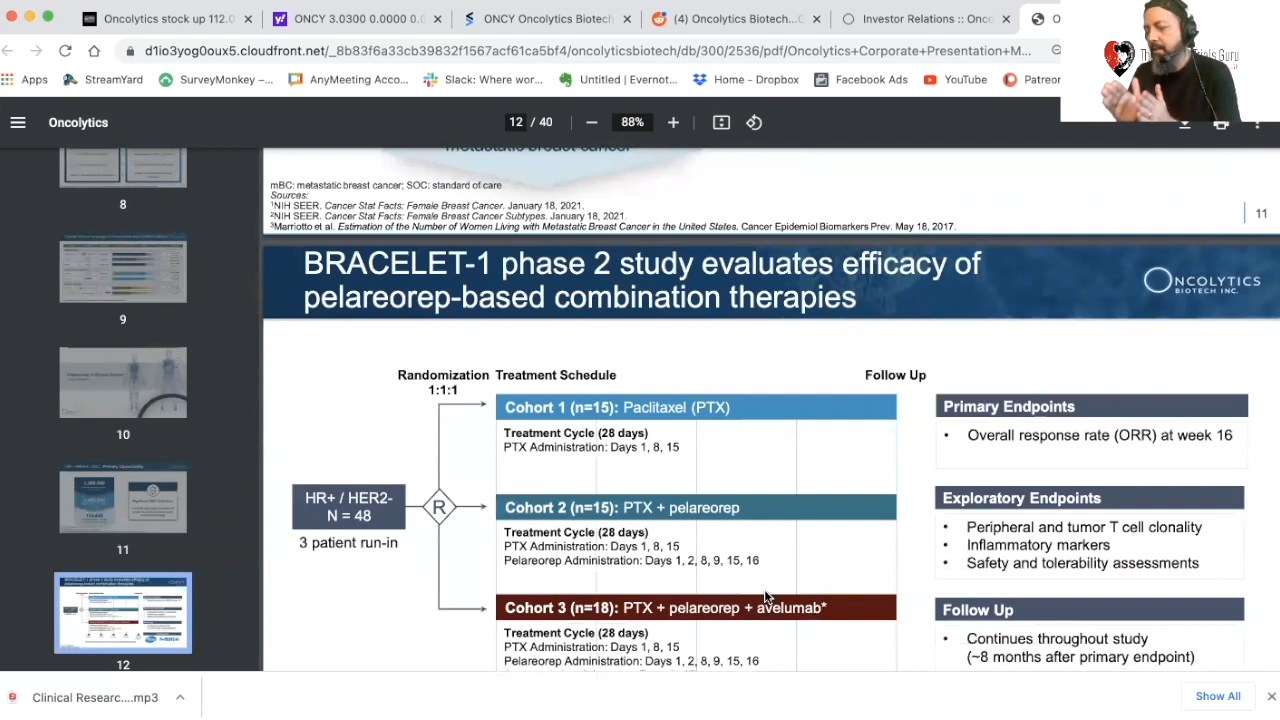 Oncolytics stock up 112.0
ONCY 3.0300 0.0000 0.0
ONCY Oncolytics Biotech
(4) Oncolytics Biotech...C
Investor Relations :: Onco
O
d1io3yog0oux5.cloudfront.net/_8b83f6a33cb39832f1567acf61ca5bf4/oncolyticsbiotech/db/300/2536/pdf/Oncolytics+Corporate+Presentation+M...
Apps
StreamYard
SurveyMonkey –...
AnyMeeting Acco...
Slack: Where wor...
Untitled | Evernot...
Home - Dropbox
Facebook Ads
YouTube
Patreon
Guru
Oncolytics
12 / 40
88%
8
9
10
11
12
metastatic breast cancer
mBC: metastatic breast cancer; SOC: standard of care
Sources:
¹NIH SEER. Cancer Stat Facts: Female Breast Cancer. January 18, 2021.
²NIH SEER. Cancer Stat Facts: Female Breast Cancer Subtypes. January 18, 2021.
³Marriotto et al. Estimation of the Number of Women Living with Metastatic Breast Cancer in the United States. Cancer Epidemiol Biomarkers Prev. May 18, 2017.
11
BRACELET-1 phase 2 study evaluates efficacy of
pelareorep-based combination therapies
ONCOLYTICS
BIOTECH INC.
Randomization
1:1:1
Treatment Schedule
Follow Up
HR+ / HER2-
N = 48
3 patient run-in
R
Cohort 1 (n=15): Paclitaxel (PTX)
Treatment Cycle (28 days)
PTX Administration: Days 1, 8, 15
Cohort 2 (n=15): PTX + pelareorep
Treatment Cycle (28 days)
PTX Administration: Days 1, 8, 15
Pelareorep Administration: Days 1, 2, 8, 9, 15, 16
Cohort 3 (n=18): PTX + pelareorep + avelumab*
Treatment Cycle (28 days)
PTX Administration: Days 1, 8, 15
Pelareorep Administration: Days 1, 2, 8, 9, 15, 16
Primary Endpoints
• Overall response rate (ORR) at week 16
Exploratory Endpoints
• Peripheral and tumor T cell clonality
• Inflammatory markers
• Safety and tolerability assessments
Follow Up
• Continues throughout study
(~8 months after primary endpoint)
Clinical Researc....mp3
Show All